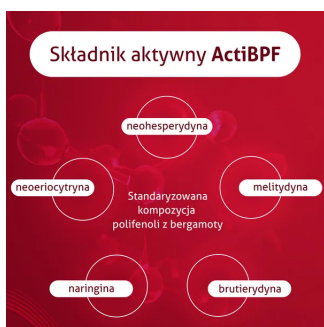 Składnik aktywny ActiBPF
neohesperydyna
neoeriocytryna
melitydyna
Standaryzowana
kompozycja
polifenoli z bergamoty
naringina
brutierydyna